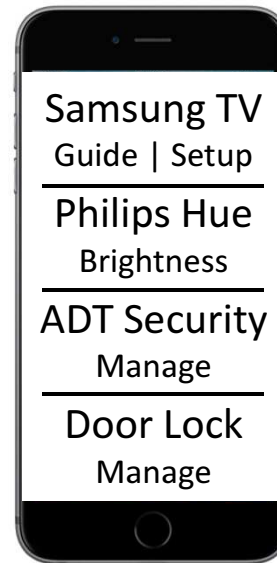 Samsung TV
Guide | Setup
Philips Hue
Brightness
ADT Security
Manage
Door Lock
Manage